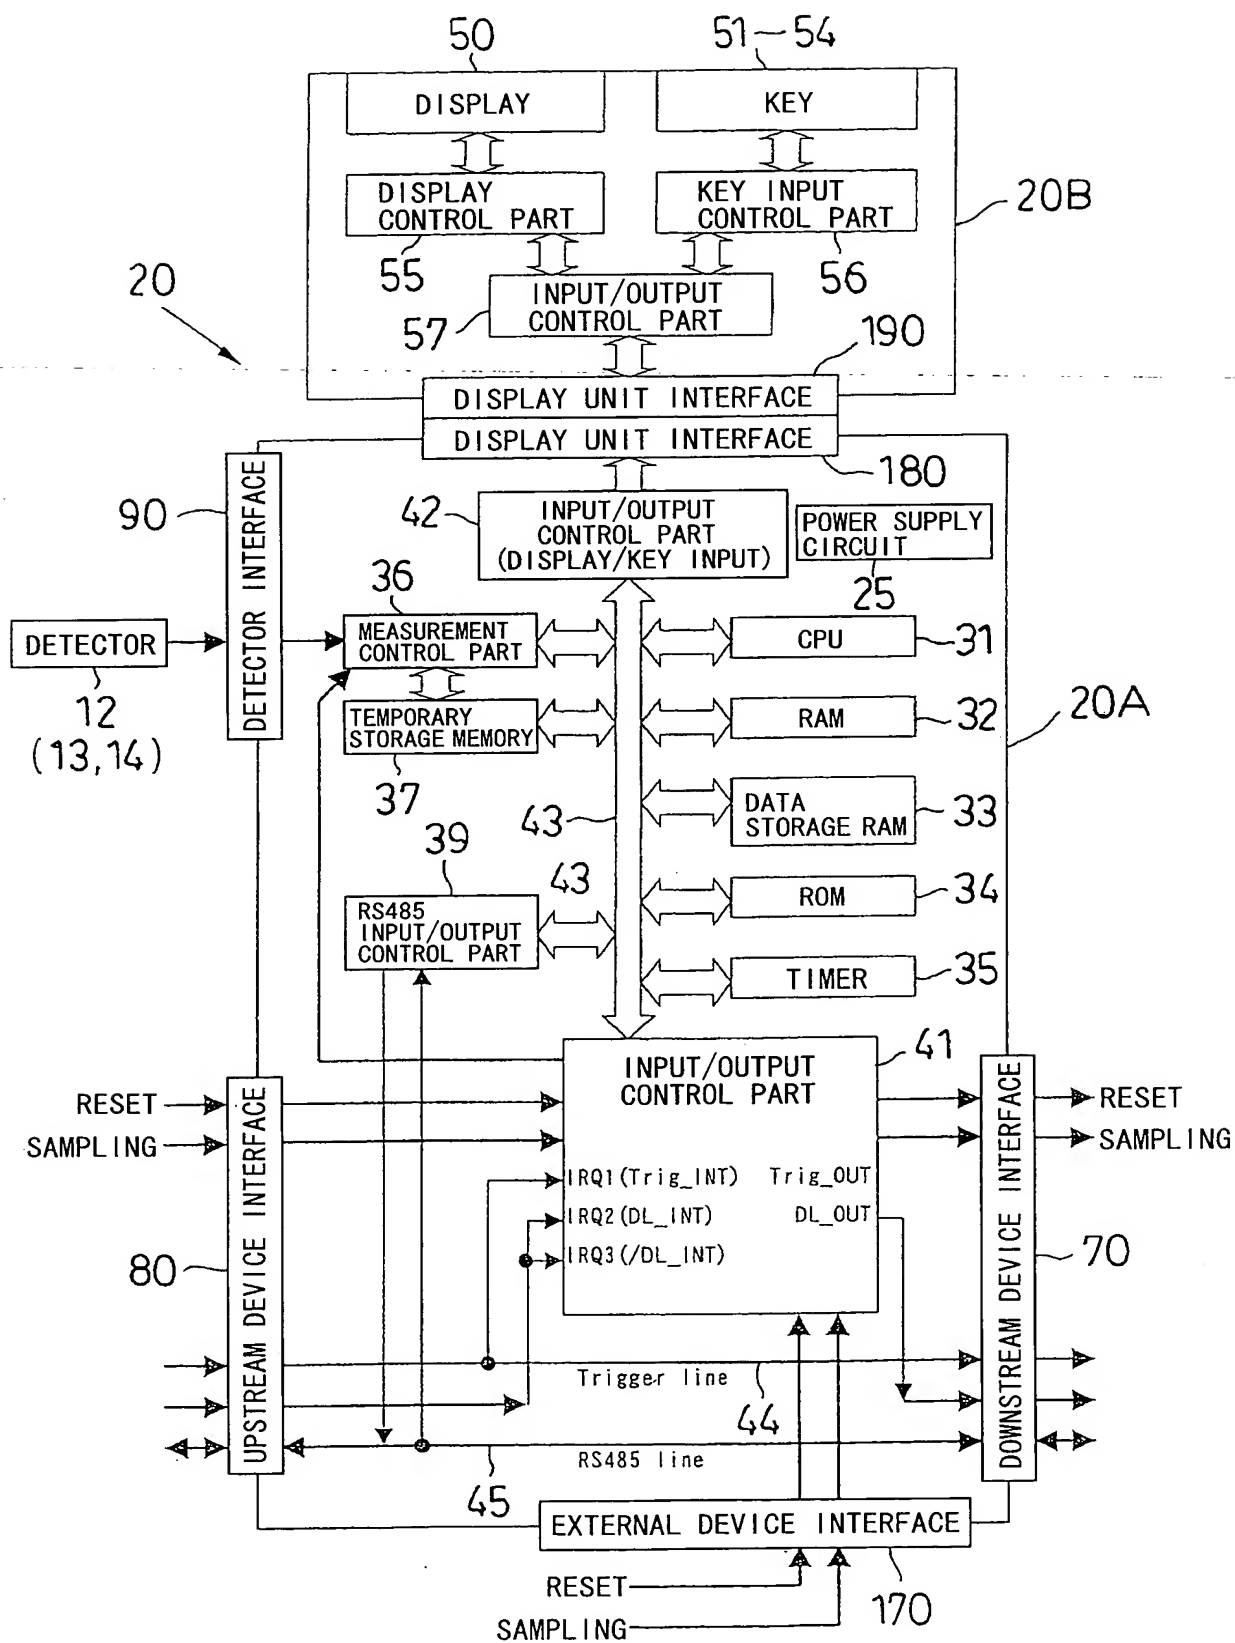 50
51-54
DISPLAY
KEY
DISPLAY
CONTROL PART
KEY INPUT
CONTROL PART
20B
55
56
20
INPUT/OUTPUT
CONTROL PART
57
190
DISPLAY UNIT INTERFACE
DISPLAY UNIT INTERFACE
180
90
DETECTOR INTERFACE
42
INPUT/OUTPUT
CONTROL PART
(DISPLAY/KEY INPUT)
POWER SUPPLY
CIRCUIT
25
36
DETECTOR
12
(13,14)
MEASUREMENT
CONTROL PART
CPU
31
TEMPORARY
STORAGE MEMORY
37
RAM
32
20A
43
DATA
STORAGE RAM
33
39
43
RS485
INPUT/OUTPUT
CONTROL PART
ROM
34
TIMER
35
41
INPUT/OUTPUT
CONTROL PART
RESET
SAMPLING
RESET
SAMPLING
IRQ1(Trig_INT)
Trig_OUT
IRQ2(DL_INT)
DL_OUT
IRQ3(/DL_INT)
80
UPSTREAM DEVICE INTERFACE
70
DOWNSTREAM DEVICE INTERFACE
Trigger line
44
RS485 line
45
EXTERNAL DEVICE INTERFACE
170
RESET
SAMPLING